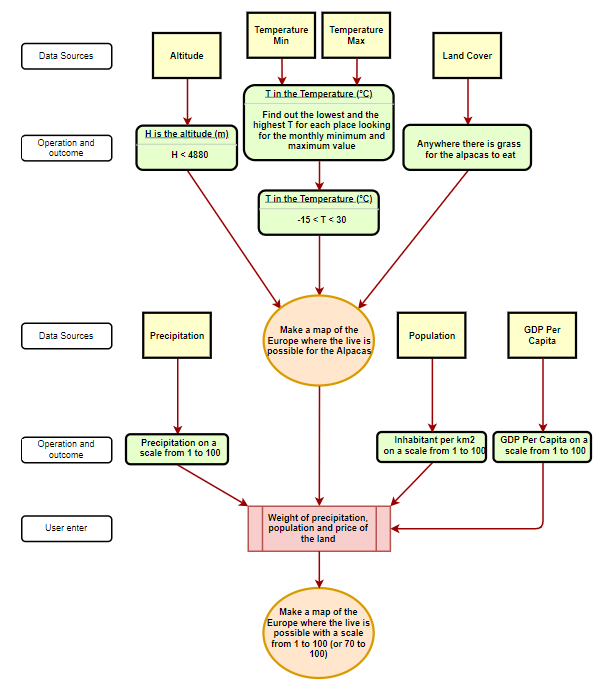 Temperature
Min
Temperature
Max
Data Sources
Altitude
Land Cover
T in the Temperature (°C)
Find out the lowest and the
highest T for each place looking
for the monthly minimum and
maximum value
Operation and
outcome
H is the altitude (m)
H < 4880
Anywhere there is grass
for the alpacas to eat
T in the Temperature (°C)
-15 < T < 30
Data Sources
Precipitation
Make a map of the
Europe where the live is
possible for the Alpacas
Population
GDP Per
Capita
Operation and
outcome
Precipitation on a
scale from 1 to 100
Inhabitant per km2
on a scale from 1 to 100
GDP Per Capita on a
scale from 1 to 100
User enter
Weight of precipitation,
population and price of
the land
Make a map of the
Europe where the live is
possible with a scale
from 1 to 100 (or 70 to
100)